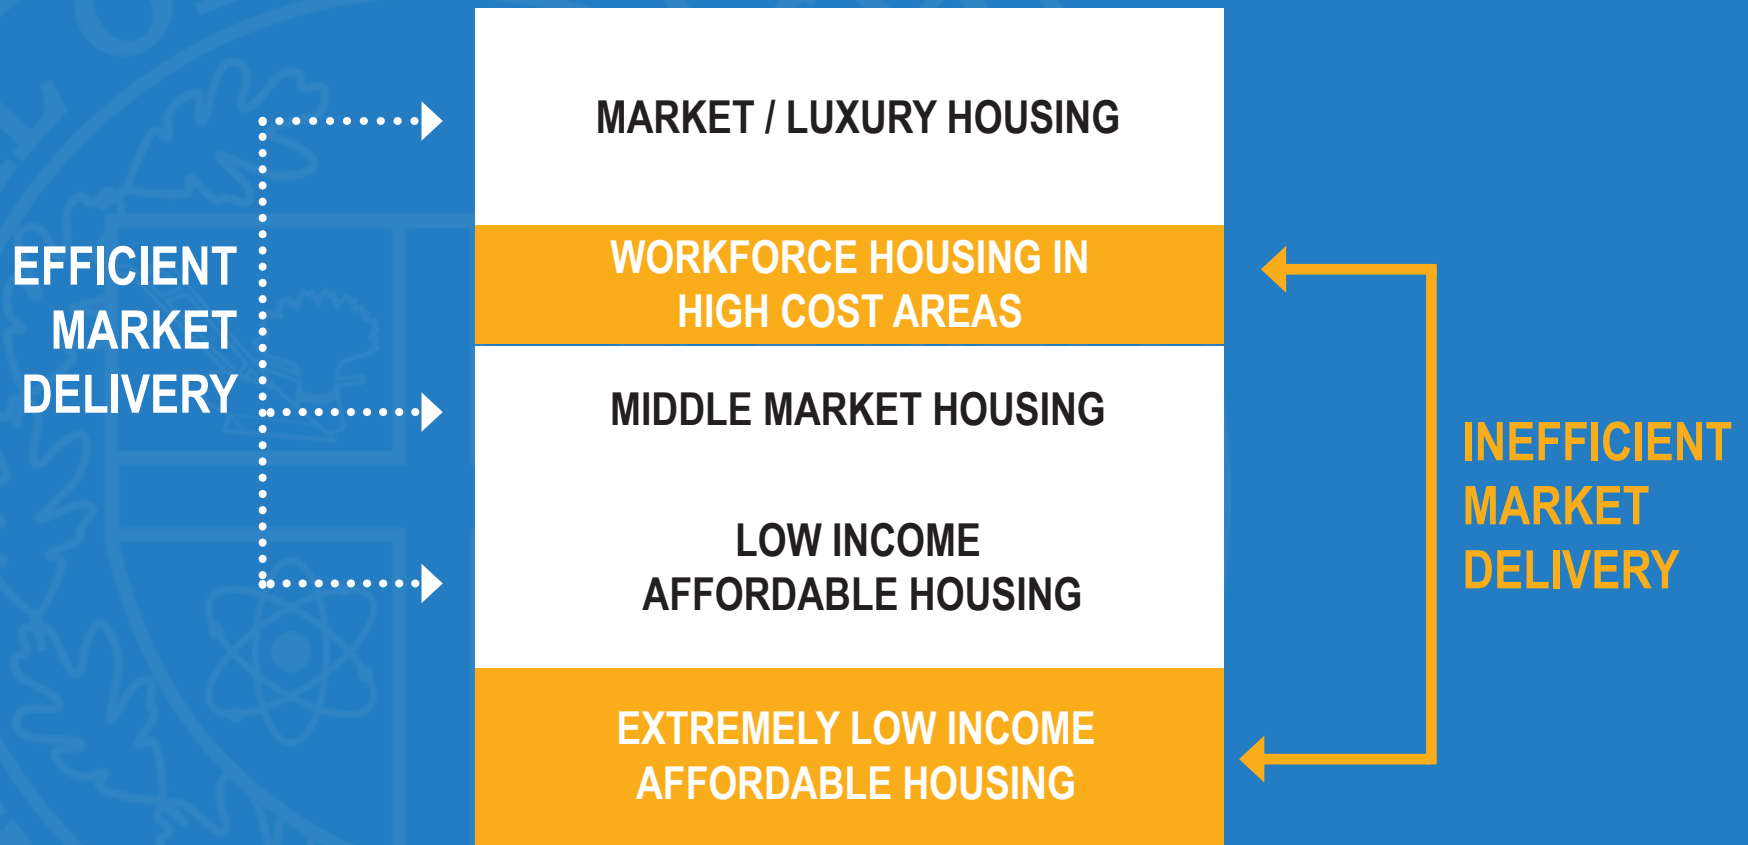 MARKET / LUXURY HOUSING
WORKFORCE HOUSING IN
HIGH COST AREAS
EFFICIENT
MARKET
DELIVERY
MIDDLE MARKET HOUSING
LOW INCOME
AFFORDABLE HOUSING
INEFFICIENT
MARKET
DELIVERY
EXTREMELY LOW INCOME
AFFORDABLE HOUSING